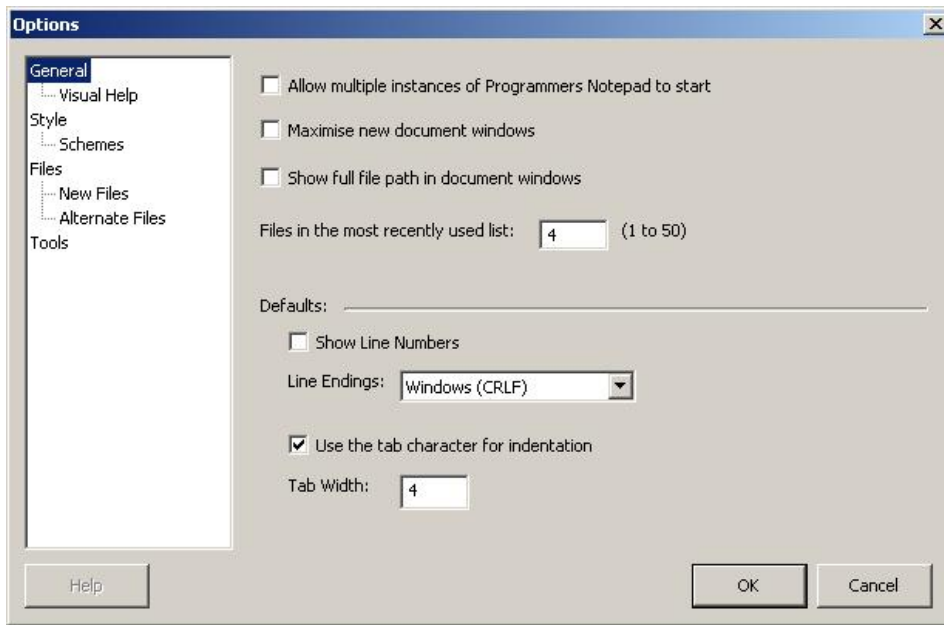 Options
General
Visual Help
Style
Schemes
Files
New Files
Alternate Files
Tools
Allow multiple instances of Programmers Notepad to start
Maximise new document windows
Show full file path in document windows
Files in the most recently used list: 4 (1 to 50)
Defaults:
Show Line Numbers
Line Endings: Windows (CRLF)
Use the tab character for indentation
Tab Width: 4
Help OK Cancel